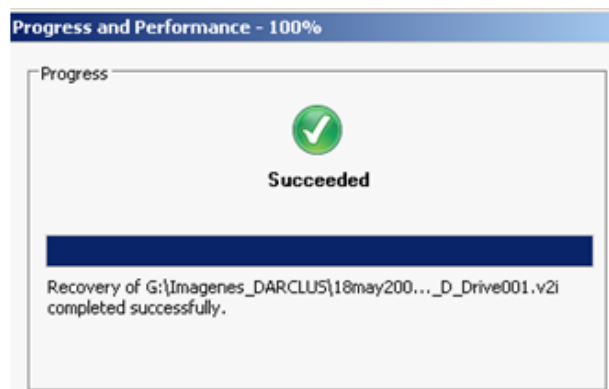 Progress and Performance - 100%
Progress
Succeeded
Recovery of G:\Imagenes_DARCLUS\18may200..._D_Drive001.v2i
completed successfully.